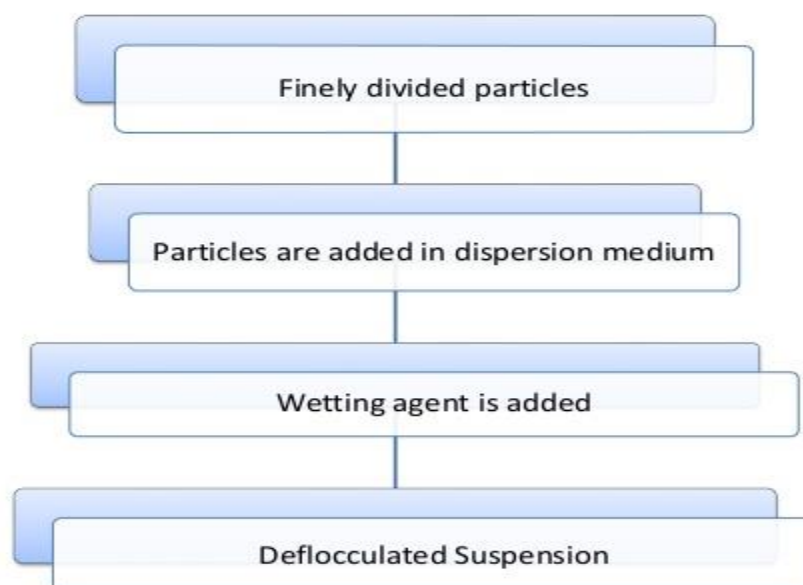 Finely divided particles
Particles are added in dispersion medium
Wetting agent is added
Deflocculated Suspension